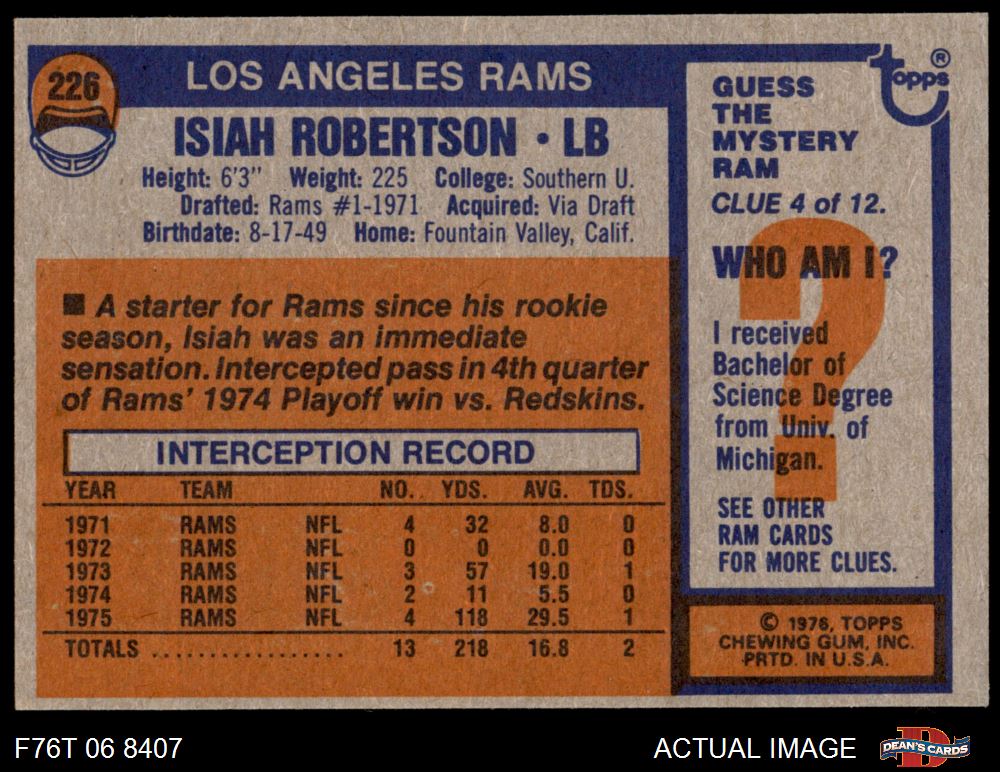 226
LOS ANGELES RAMS
ISIAH ROBERTSON • LB
Height: 6'3" Weight: 225 College: Southern U.
Drafted: Rams #1-1971 Acquired: Via Draft
Birthdate: 8-17-49 Home: Fountain Valley, Calif.
■ A starter for Rams since his rookie
season, Isiah was an immediate
sensation. Intercepted pass in 4th quarter
of Rams' 1974 Playoff win vs. Redskins.
INTERCEPTION RECORD
YEAR TEAM NO. YDS. AVG. TDS.
1971 RAMS NFL 4 32 8.0 0
1972 RAMS NFL 0 0 0.0 0
1973 RAMS NFL 3 57 19.0 1
1974 RAMS NFL 2 11 5.5 0
1975 RAMS NFL 4 118 29.5 1
TOTALS .................. 13 218 16.8 2
topps ®
GUESS
THE
MYSTERY
RAM
CLUE 4 of 12.
WHO AM I?
?
I received
Bachelor of
Science Degree
from Univ. of
Michigan.
SEE OTHER
RAM CARDS
FOR MORE CLUES.
© 1976, TOPPS
CHEWING GUM, INC.
PRTD. IN U.S.A.
F76T 06 8407
ACTUAL IMAGE
D
DEAN'S CARDS